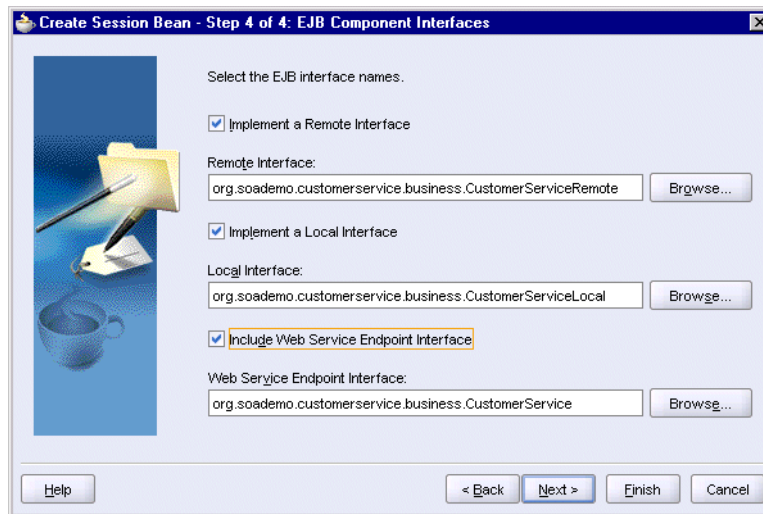 Create Session Bean - Step 4 of 4: EJB Component Interfaces
Select the EJB interface names.
Implement a Remote Interface
Remote Interface:
org.soademo.customerservice.business.CustomerServiceRemote Browse...
Implement a Local Interface
Local Interface:
org.soademo.customerservice.business.CustomerServiceLocal Browse...
Include Web Service Endpoint Interface
Web Service Endpoint Interface:
org.soademo.customerservice.business.CustomerService Browse...
Help < Back Next > Finish Cancel